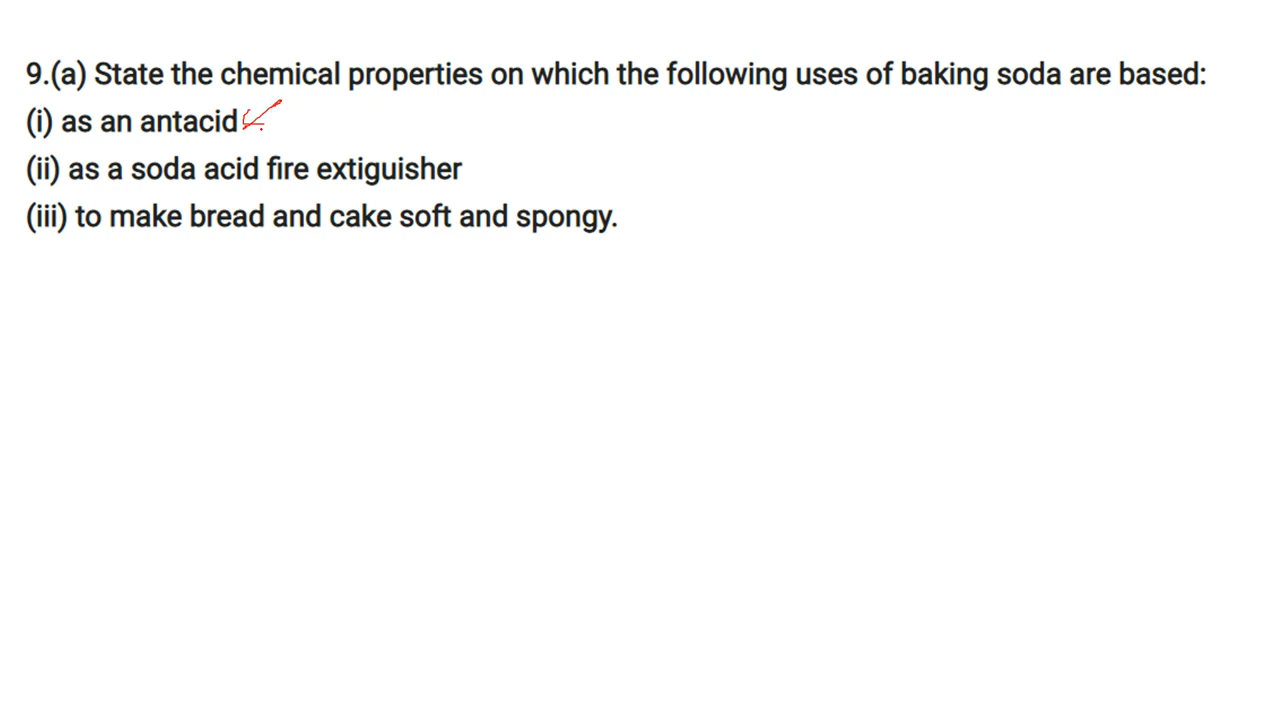 9.(a) State the chemical properties on which the following uses of baking soda are based:
(i) as an antacid
(ii) as a soda acid fire extiguisher
(iii) to make bread and cake soft and spongy.